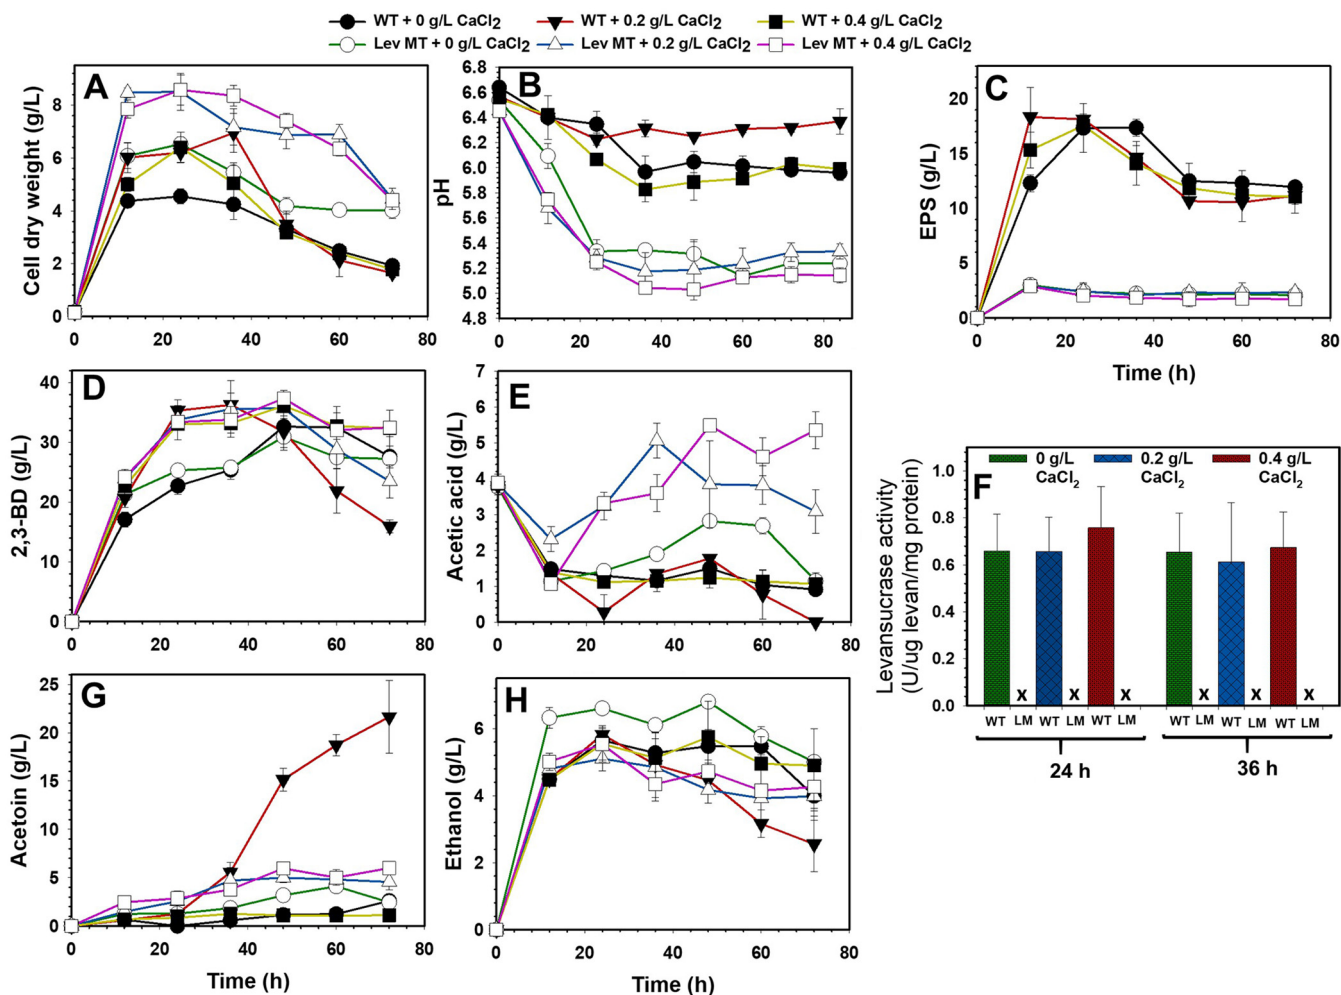 WT + 0 g/L CaCl2 WT + 0.2 g/L CaCl2 WT + 0.4 g/L CaCl2
Lev MT + 0 g/L CaCl2 Lev MT + 0.2 g/L CaCl2 Lev MT + 0.4 g/L CaCl2
A
Cell dry weight (g/L)
8
6
4
2
0
0 20 40 60 80
B
pH
6.8
6.6
6.4
6.2
6.0
5.8
5.6
5.4
5.2
5.0
4.8
0 20 40 60 80
C
EPS (g/L)
20
15
10
5
0
0 20 40 60 80
Time (h)
D
2,3-BD (g/L)
40
30
20
10
0
0 20 40 60 80
E
Acetic acid (g/L)
7
6
5
4
3
2
1
0
0 20 40 60 80
F
0 g/L CaCl2 0.2 g/L CaCl2 0.4 g/L CaCl2
Levansucrase activity
(U/ug levan/mg protein)
1.0
0.8
0.6
0.4
0.2
0.0
x x x x x x
WT LM WT LM WT LM WT LM WT LM WT LM
24 h 36 h
G
Acetoin (g/L)
25
20
15
10
5
0
0 20 40 60 80
Time (h)
H
Ethanol (g/L)
6
4
2
0
0 20 40 60 80
Time (h)